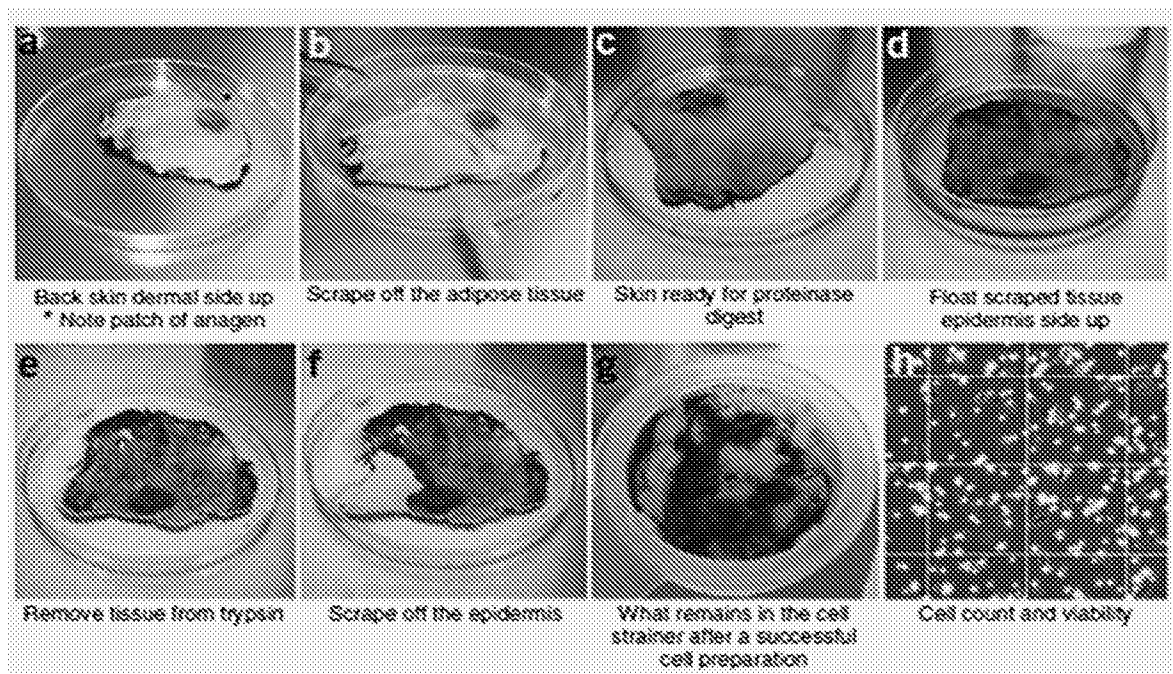 a
b
c
d
Back skin dermal side up
* Note patch of anagen
Scrape off the adipose tissue
Skin ready for proteinase
digest
Float scraped tissue
epidermis side up
e
f
g
h
Remove tissue from trypsin
Scrape off the epidermis
What remains in the cell
strainer after a successful
cell preparation
Cell count and viability